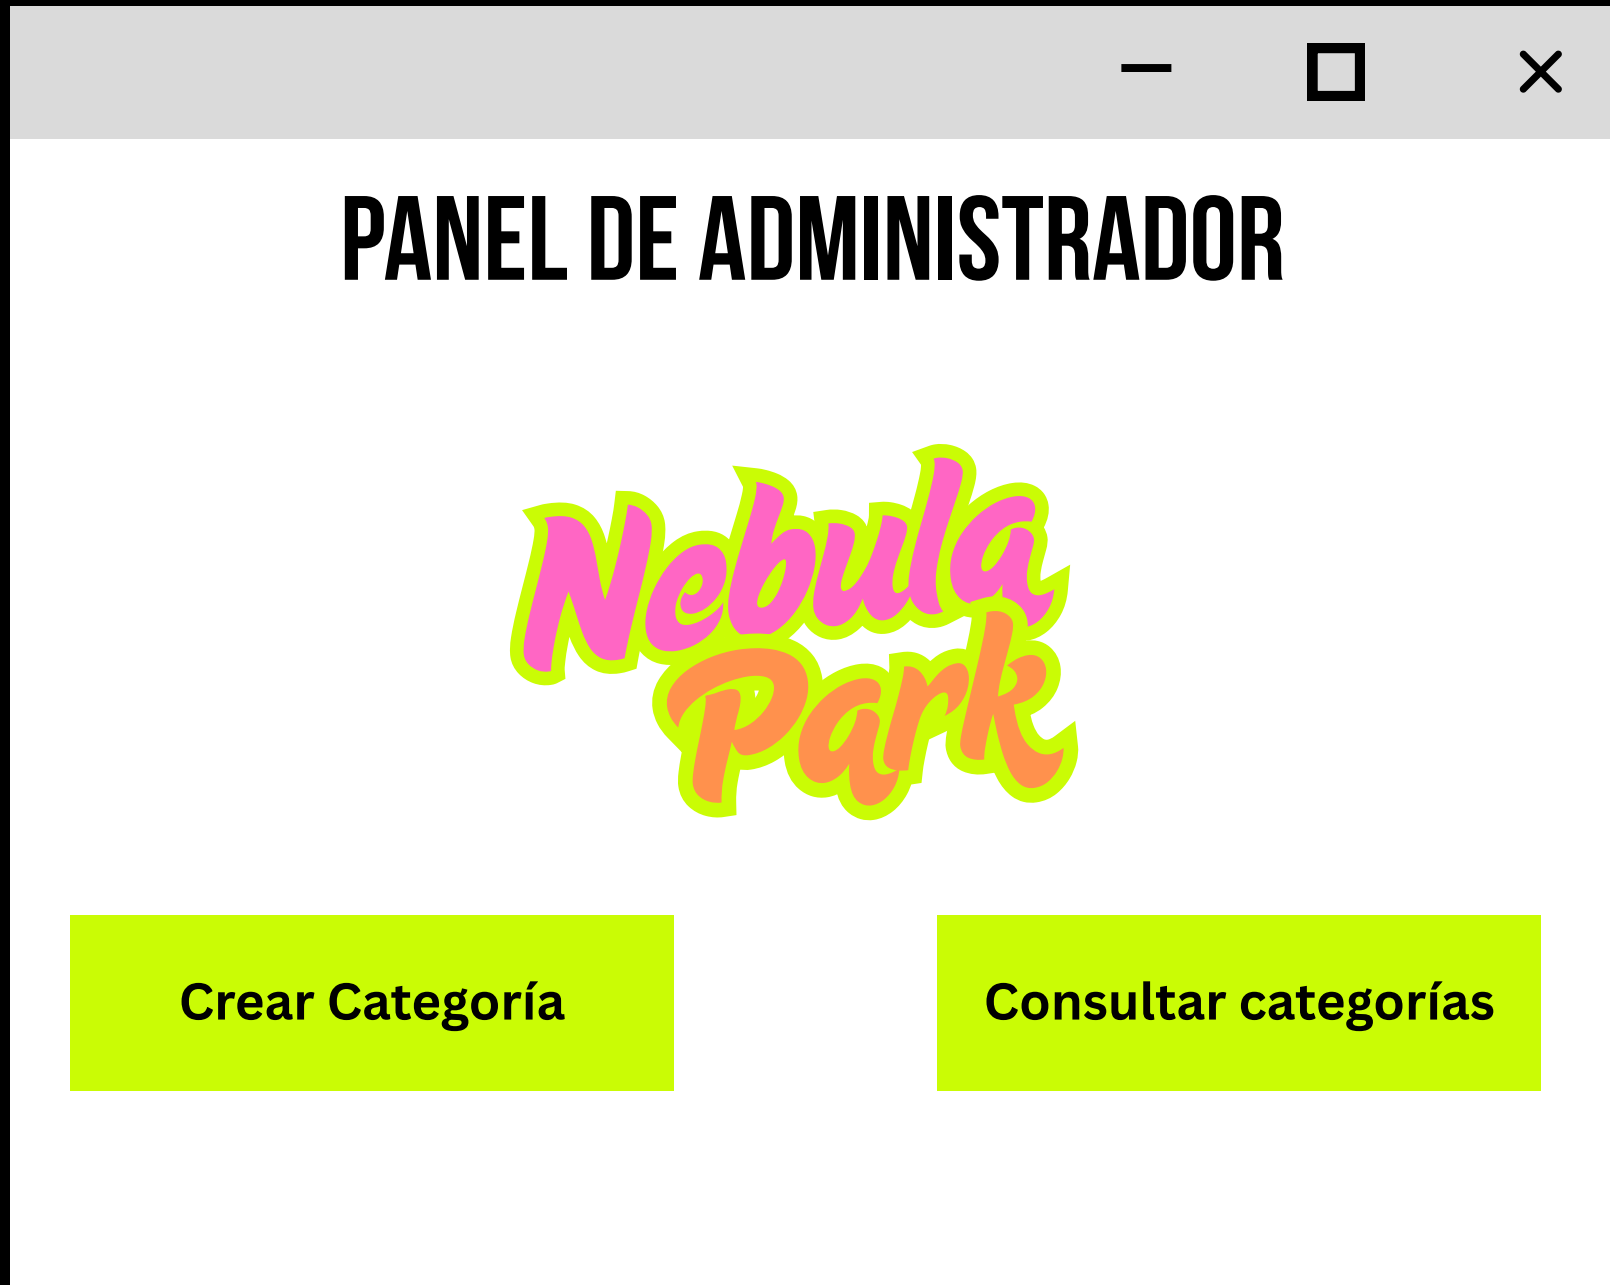 PANEL DE ADMINISTRADOR
Nebula
Park
Crear Categoría
Consultar categorías